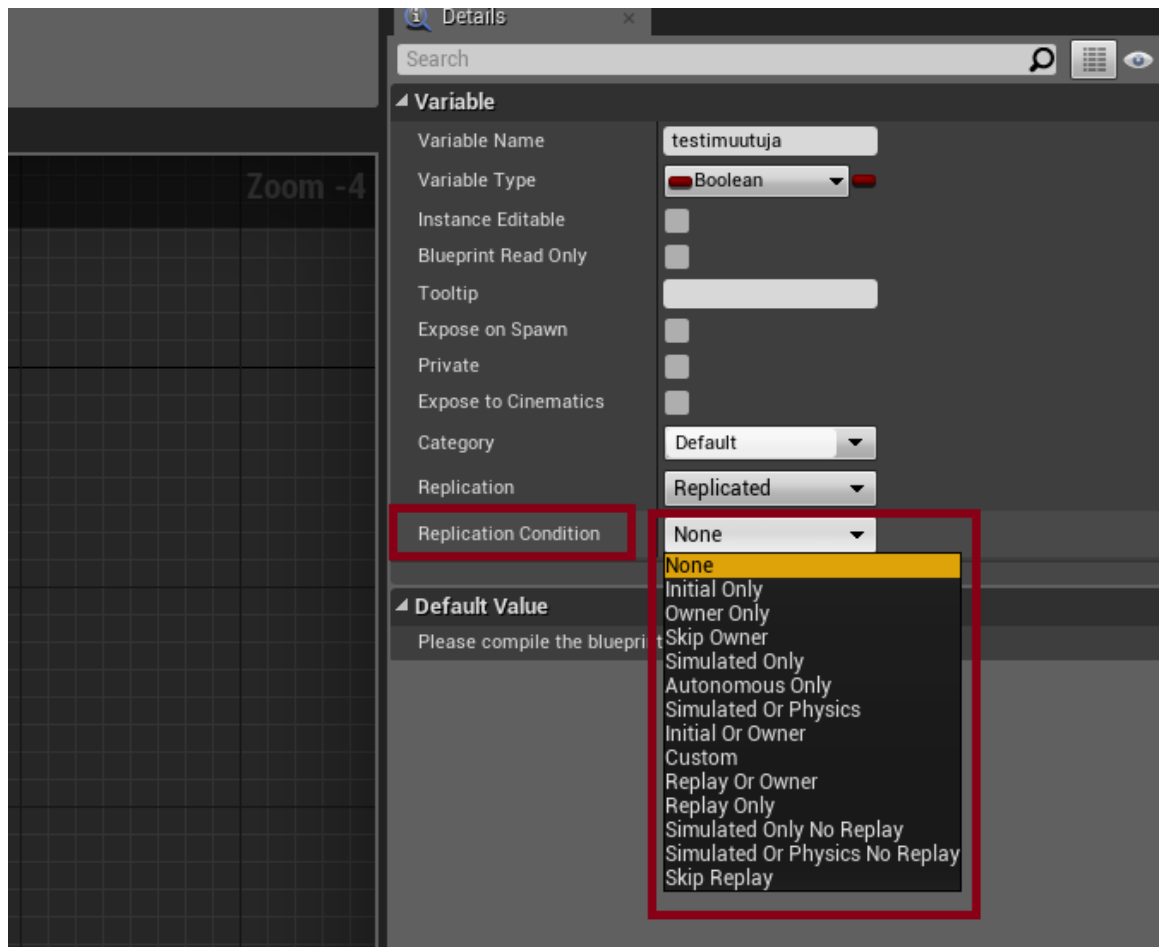 Details
Search
Variable
Variable Name testimuutuja
Variable Type Boolean
Zoom -4
Instance Editable
Blueprint Read Only
Tooltip
Expose on Spawn
Private
Expose to Cinematics
Category Default
Replication Replicated
Replication Condition None
None
Initial Only
Owner Only
Skip Owner
Simulated Only
Autonomous Only
Simulated Or Physics
Initial Or Owner
Custom
Replay Or Owner
Replay Only
Simulated Only No Replay
Simulated Or Physics No Replay
Skip Replay
Default Value
Please compile the blueprint